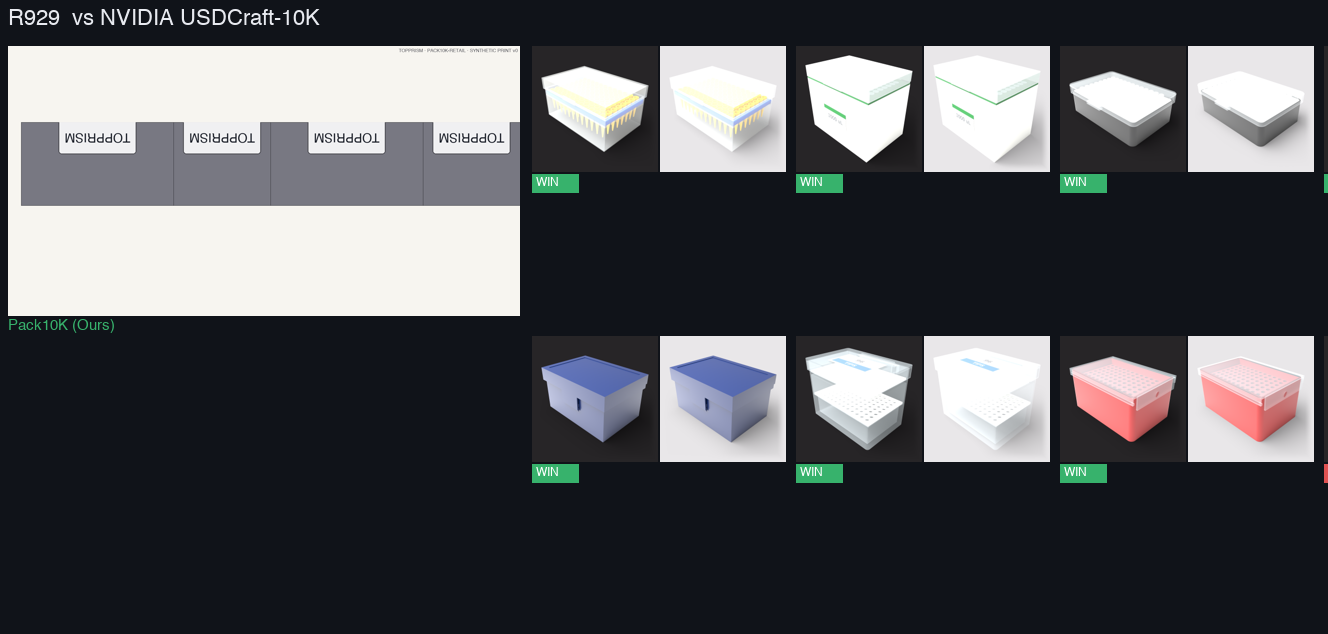 R929 vs NVIDIA USDCraft-10K
TOPPRISM · PACK10K-RETAIL · SYNTHETIC PRINT v0
TOPPRISM TOPPRISM TOPPRISM TOPPRISM
WIN WIN WIN
Pack10K (Ours)
WIN WIN WIN